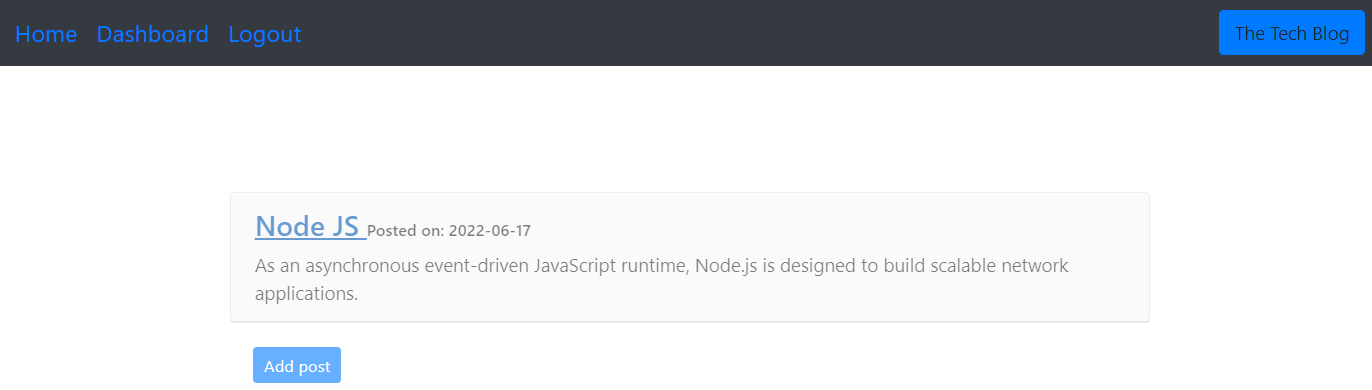 Home Dashboard Logout The Tech Blog
Node JS Posted on: 2022-06-17
As an asynchronous event-driven JavaScript runtime, Node.js is designed to build scalable network
applications.
Add post